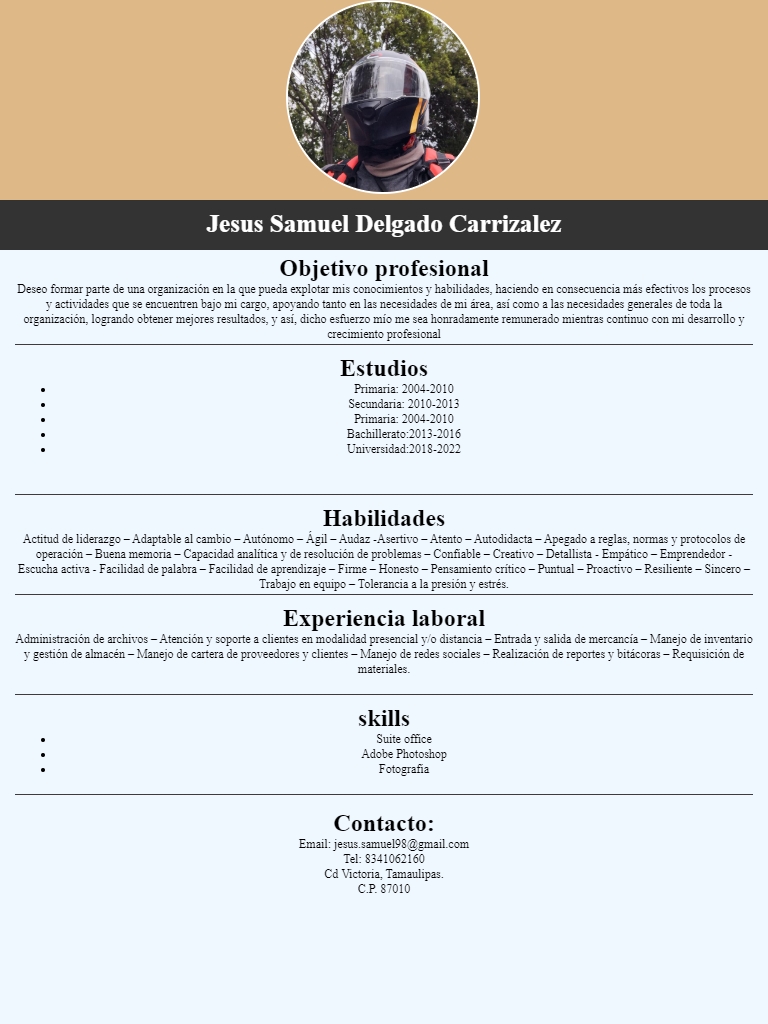 Jesus Samuel Delgado Carrizalez
Objetivo profesional
Deseo formar parte de una organización en la que pueda explotar mis conocimientos y habilidades, haciendo en consecuencia más efectivos los procesos
y actividades que se encuentren bajo mi cargo, apoyando tanto en las necesidades de mi área, así como a las necesidades generales de toda la
organización, logrando obtener mejores resultados, y así, dicho esfuerzo mío me sea honradamente remunerado mientras continuo con mi desarrollo y
crecimiento profesional
Estudios
Primaria: 2004-2010
Secundaria: 2010-2013
Primaria: 2004-2010
Bachillerato:2013-2016
Universidad:2018-2022
Habilidades
Actitud de liderazgo – Adaptable al cambio – Autónomo – Ágil – Audaz -Asertivo – Atento – Autodidacta – Apegado a reglas, normas y protocolos de
operación – Buena memoria – Capacidad analítica y de resolución de problemas – Confiable – Creativo – Detallista - Empático – Emprendedor -
Escucha activa - Facilidad de palabra – Facilidad de aprendizaje – Firme – Honesto – Pensamiento crítico – Puntual – Proactivo – Resiliente – Sincero –
Trabajo en equipo – Tolerancia a la presión y estrés.
Experiencia laboral
Administración de archivos – Atención y soporte a clientes en modalidad presencial y/o distancia – Entrada y salida de mercancía – Manejo de inventario
y gestión de almacén – Manejo de cartera de proveedores y clientes – Manejo de redes sociales – Realización de reportes y bitácoras – Requisición de
materiales.
skills
Suite office
Adobe Photoshop
Fotografía
Contacto:
Email: jesus.samuel98@gmail.com
Tel: 8341062160
Cd Victoria, Tamaulipas.
C.P. 87010